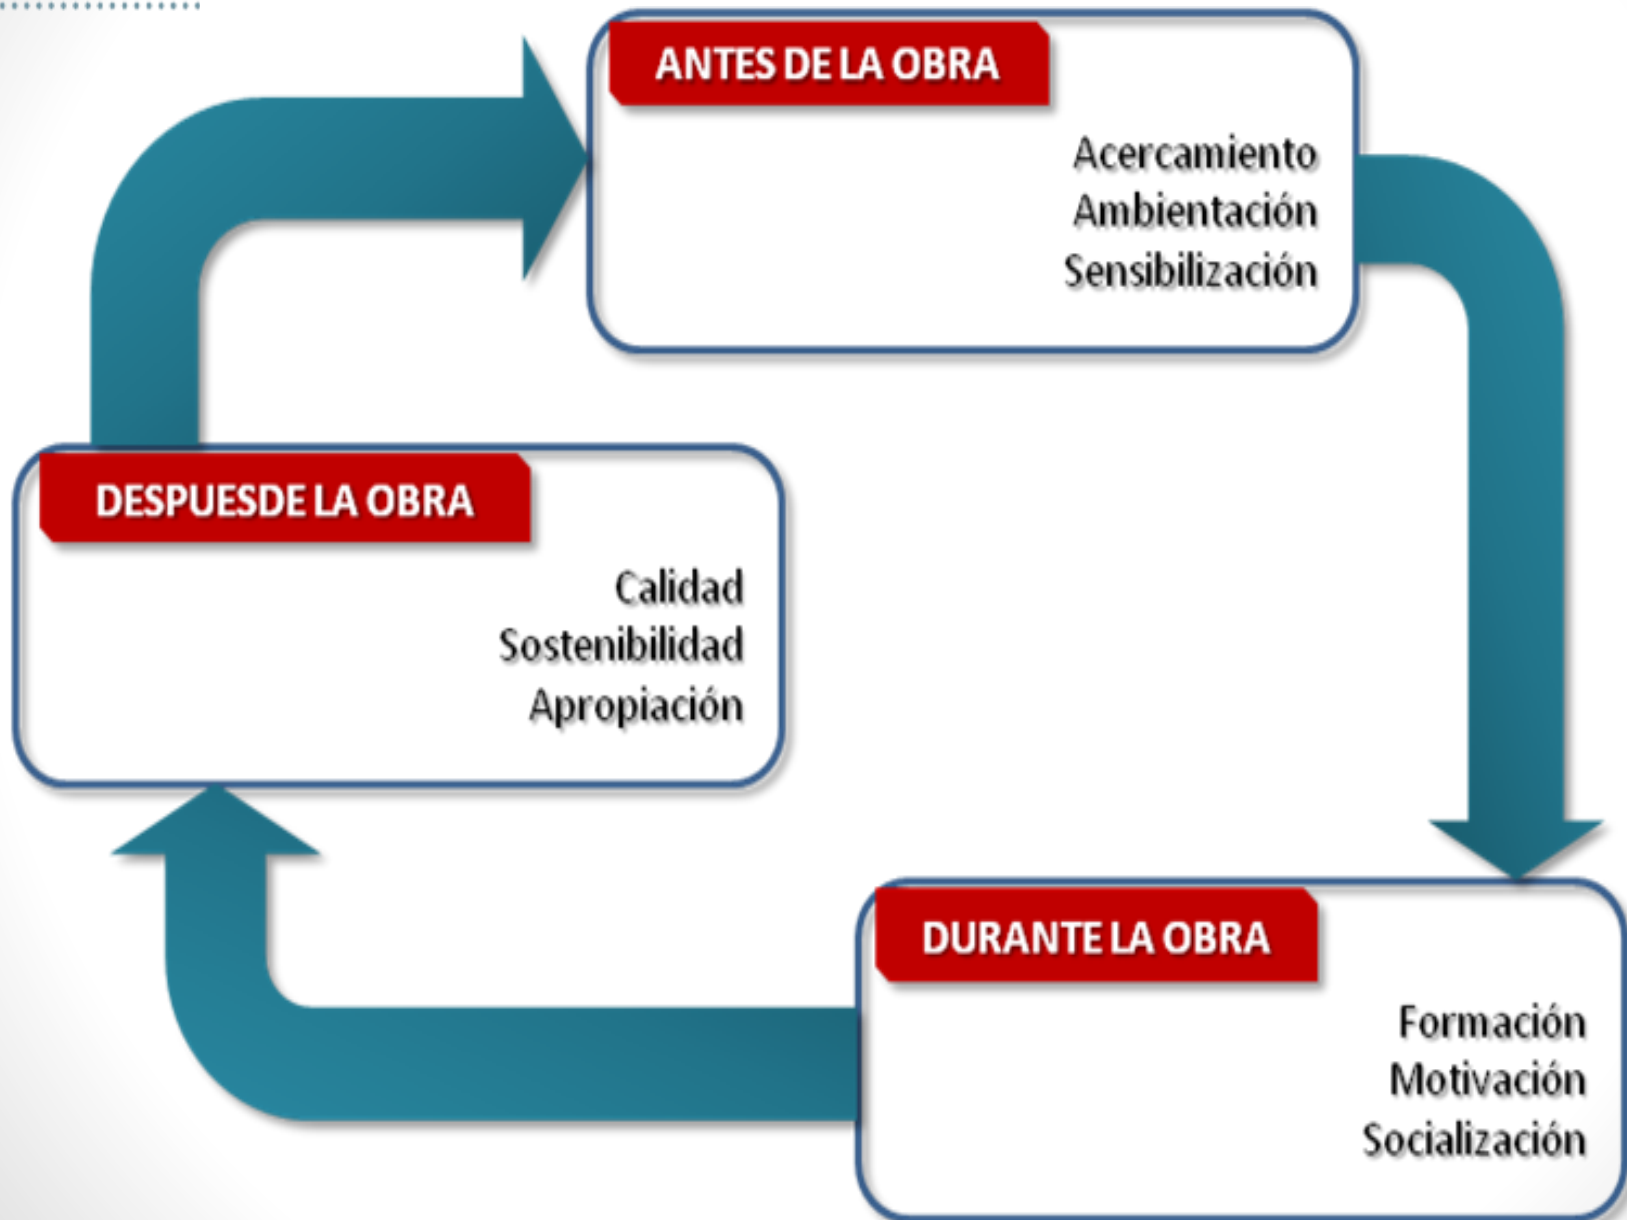 ANTES DE LA OBRA
Acercamiento
Ambientación
Sensibilización
DESPUESDE LA OBRA
Calidad
Sostenibilidad
Apropiación
DURANTE LA OBRA
Formación
Motivación
Socialización